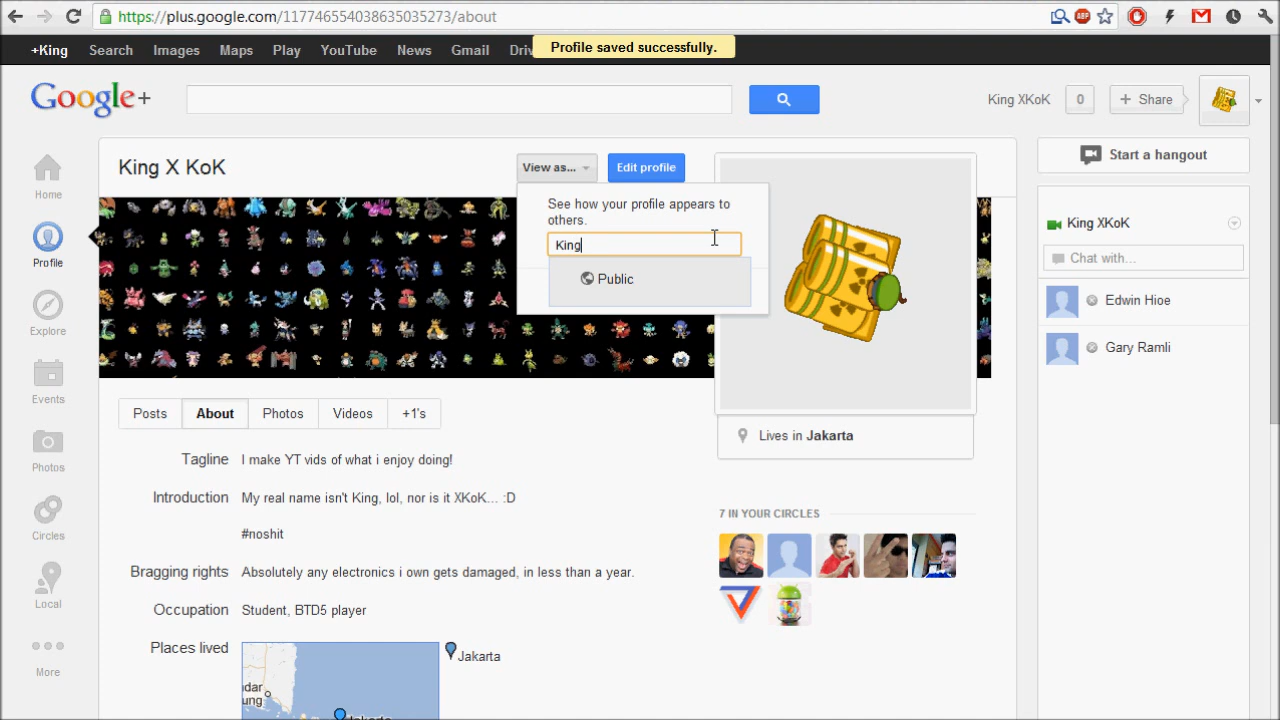 https://plus.google.com/117746554038635035273/about
+King Search Images Maps Play YouTube News Gmail Driv
Profile saved successfully.
Google+
King XKoK 0 + Share
King X KoK
View as...
Edit profile
See how your profile appears to
others.
King
Public
Home
Profile
Explore
Events
Photos
Circles
Local
More
Posts About Photos Videos +1's
Tagline I make YT vids of what i enjoy doing!
Introduction My real name isn't King, lol, nor is it XKoK... :D
#noshit
Bragging rights Absolutely any electronics i own gets damaged, in less than a year.
Occupation Student, BTD5 player
Places lived
Jakarta
ndar
ung
Jakarta
Lives in Jakarta
7 IN YOUR CIRCLES
Start a hangout
King XKoK
Chat with...
Edwin Hioe
Gary Ramli
ABP